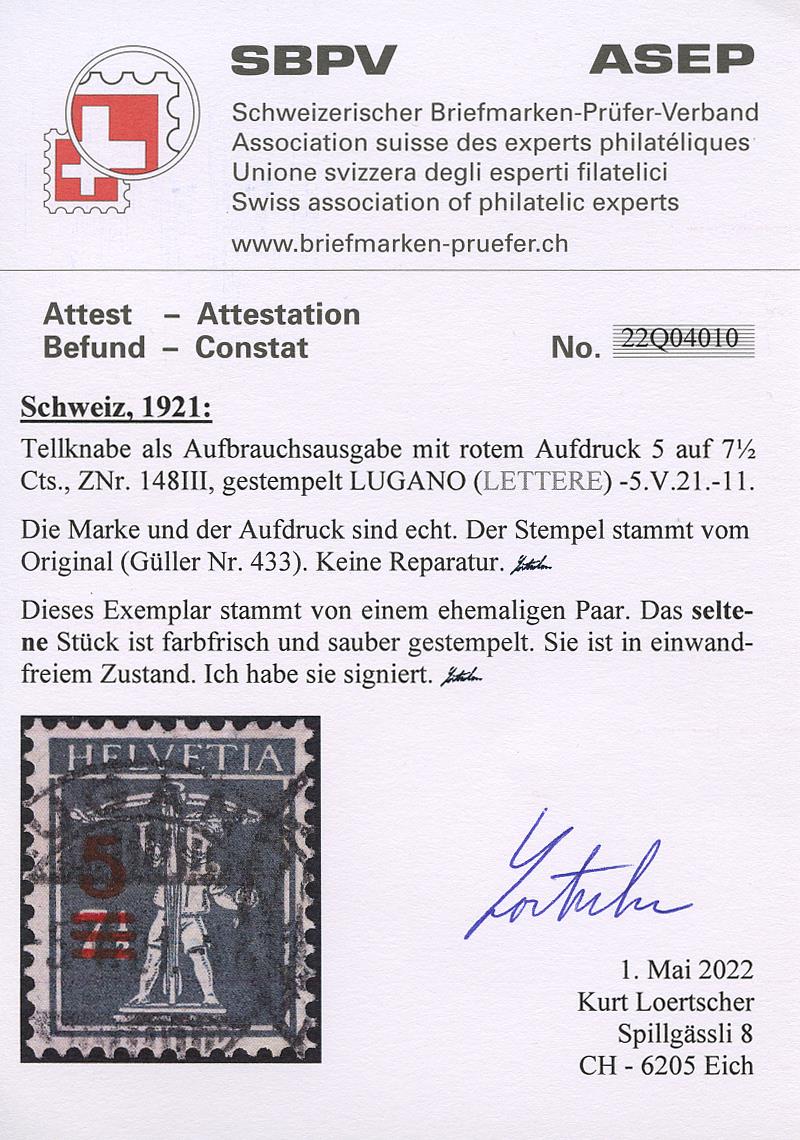 SBPV ASEP
Schweizerischer Briefmarken-Prüfer-Verband
Association suisse des experts philatéliques
Unione svizzera degli esperti filatelici
Swiss association of philatelic experts
www.briefmarken-pruefer.ch
Attest – Attestation
Befund – Constat
No. 22Q04010
Schweiz, 1921:
Tellknabe als Aufbrauchsausgabe mit rotem Aufdruck 5 auf 7½
Cts., ZNr. 148III, gestempelt LUGANO (LETTERE) -5.V.21.-11.
Die Marke und der Aufdruck sind echt. Der Stempel stammt vom
Original (Güller Nr. 433). Keine Reparatur.
Dieses Exemplar stammt von einem ehemaligen Paar. Das selte-
ne Stück ist farbfrisch und sauber gestempelt. Sie ist in einwand-
freiem Zustand. Ich habe sie signiert.
HELVETIA
5
7½
1. Mai 2022
Kurt Loertscher
Spillgässli 8
CH - 6205 Eich